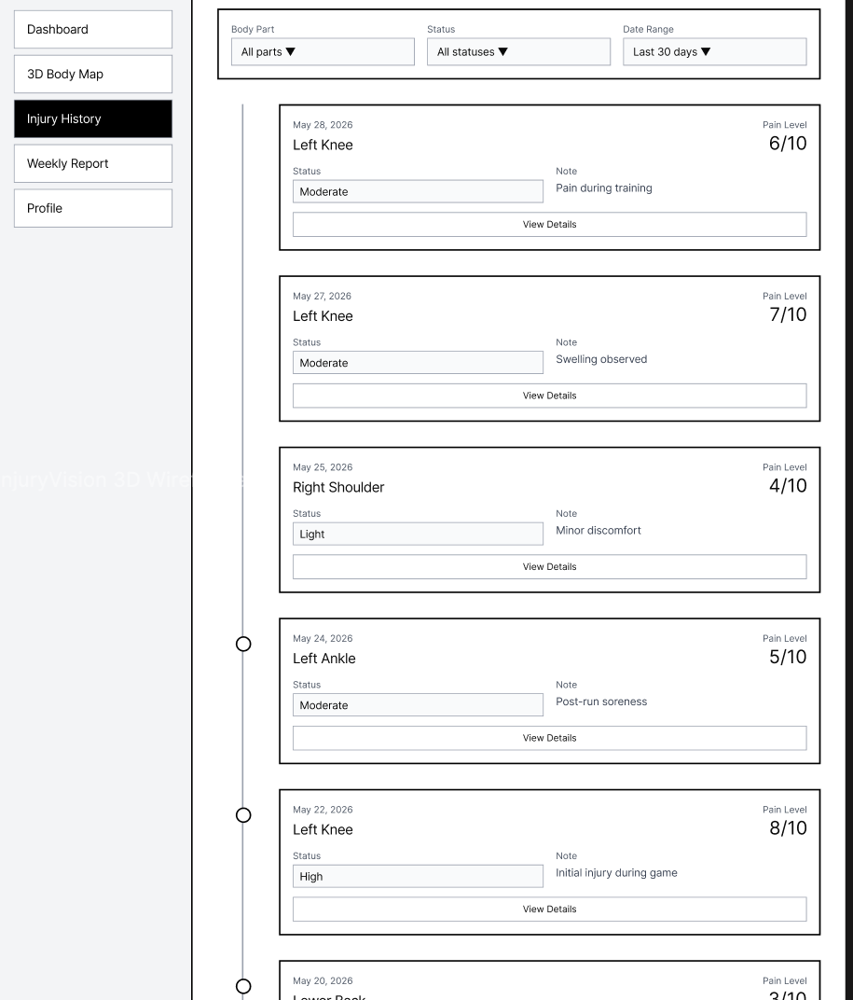 Dashboard
3D Body Map
Injury History
Weekly Report
Profile
Body Part
All parts ▼
Status
All statuses ▼
Date Range
Last 30 days ▼
May 28, 2026
Pain Level
Left Knee
6/10
Status
Note
Moderate
Pain during training
View Details
May 27, 2026
Pain Level
Left Knee
7/10
Status
Note
Moderate
Swelling observed
View Details
May 25, 2026
Pain Level
Right Shoulder
4/10
Status
Note
Light
Minor discomfort
View Details
May 24, 2026
Pain Level
Left Ankle
5/10
Status
Note
Moderate
Post-run soreness
View Details
May 22, 2026
Pain Level
Left Knee
8/10
Status
Note
High
Initial injury during game
View Details
May 20, 2026
Pain Level
Lower Back
3/10